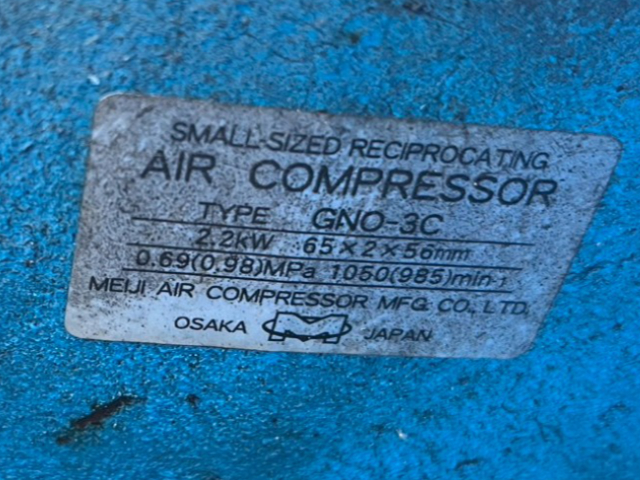 SMALL-SIZED RECIPROCATING
AIR COMPRESSOR
TYPE GNO-3C
2.2kW 65×2×56mm
0.69(0.98)MPa 1050(985)min-1
MEIJI AIR COMPRESSOR MFG. CO., LTD.
OSAKA JAPAN